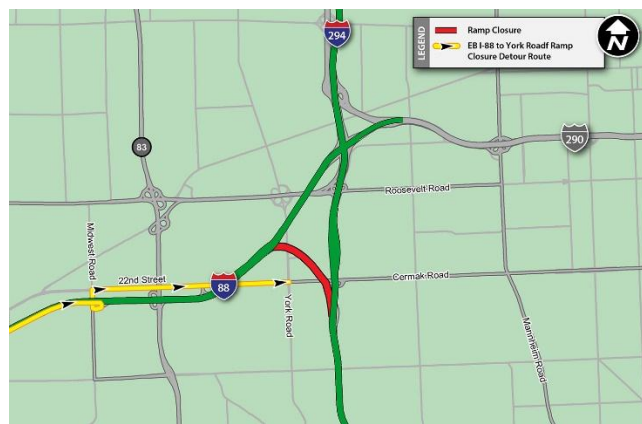 LEGEND
Ramp Closure
EB I-88 to York Roadf Ramp
Closure Detour Route
N
294
290
83
Roosevelt Road
Midwest Road
22nd Street
88
York Road
Cermak Road
Mannheim Road